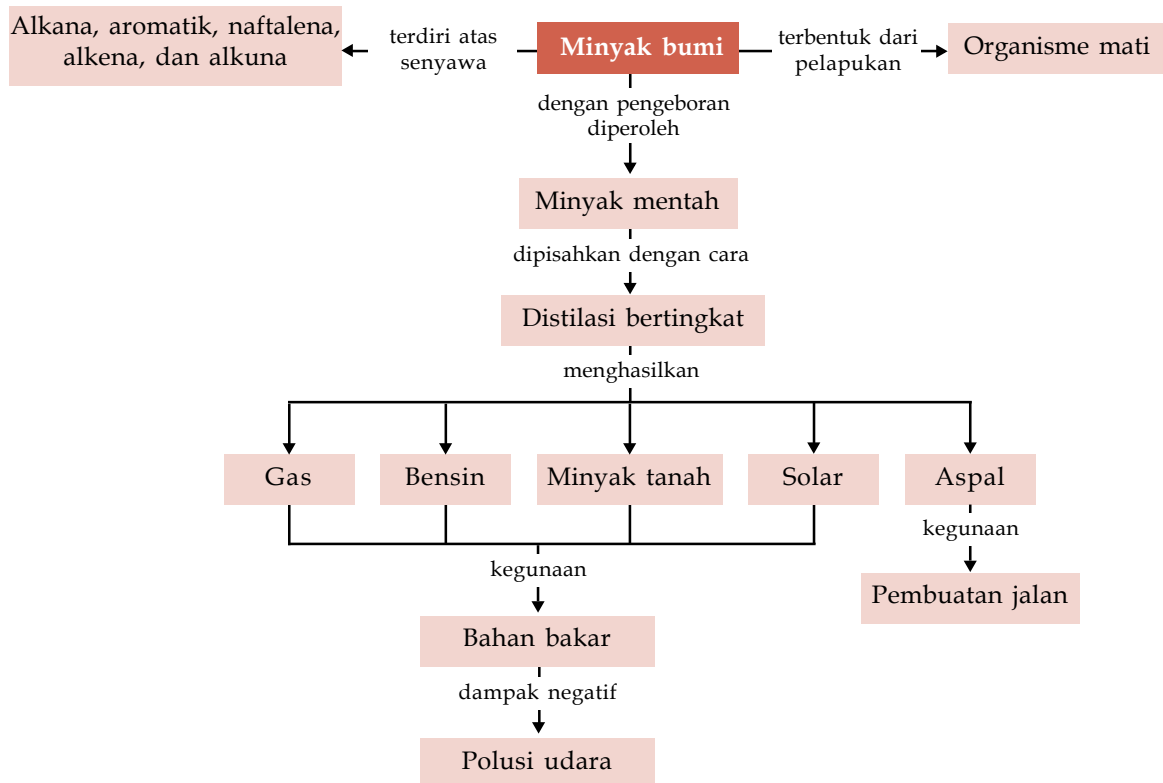 Alkana, aromatik, naftalena,
alkena, dan alkuna
terdiri atas
senyawa
Minyak bumi
terbentuk dari
pelapukan
Organisme mati
dengan pengeboran
diperoleh
Minyak mentah
dipisahkan dengan cara
Distilasi bertingkat
menghasilkan
Gas
Bensin
Minyak tanah
Solar
Aspal
kegunaan
kegunaan
Pembuatan jalan
Bahan bakar
dampak negatif
Polusi udara